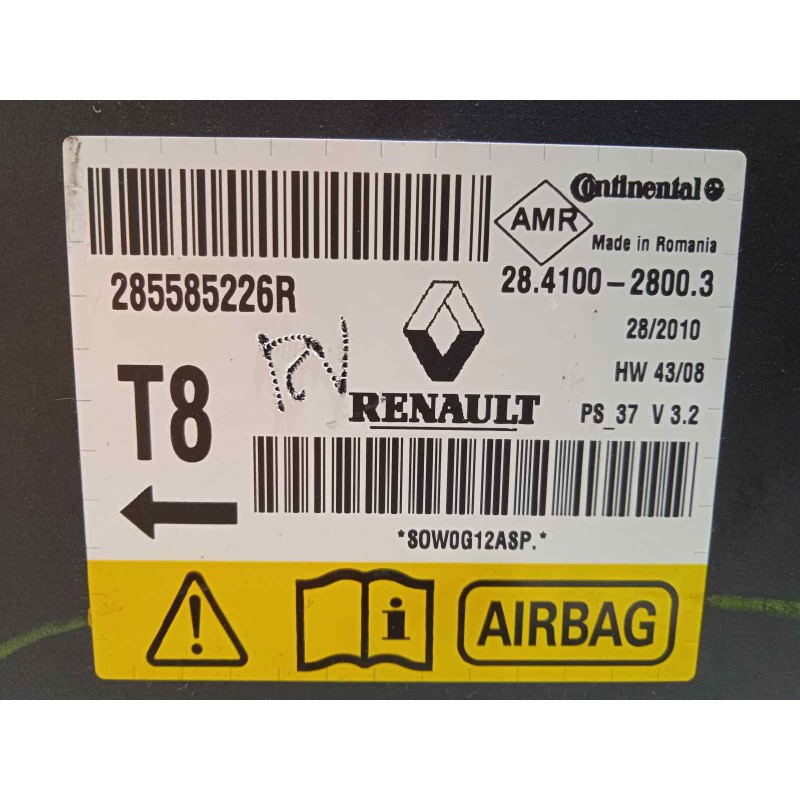 Continental
AMR
Made in Romania
285585226R
28.4100-2800.3
28/2010
T8
HW 43/08
RENAULT
PS_37 V 3.2
*SOW0G12ASP.*
AIRBAG